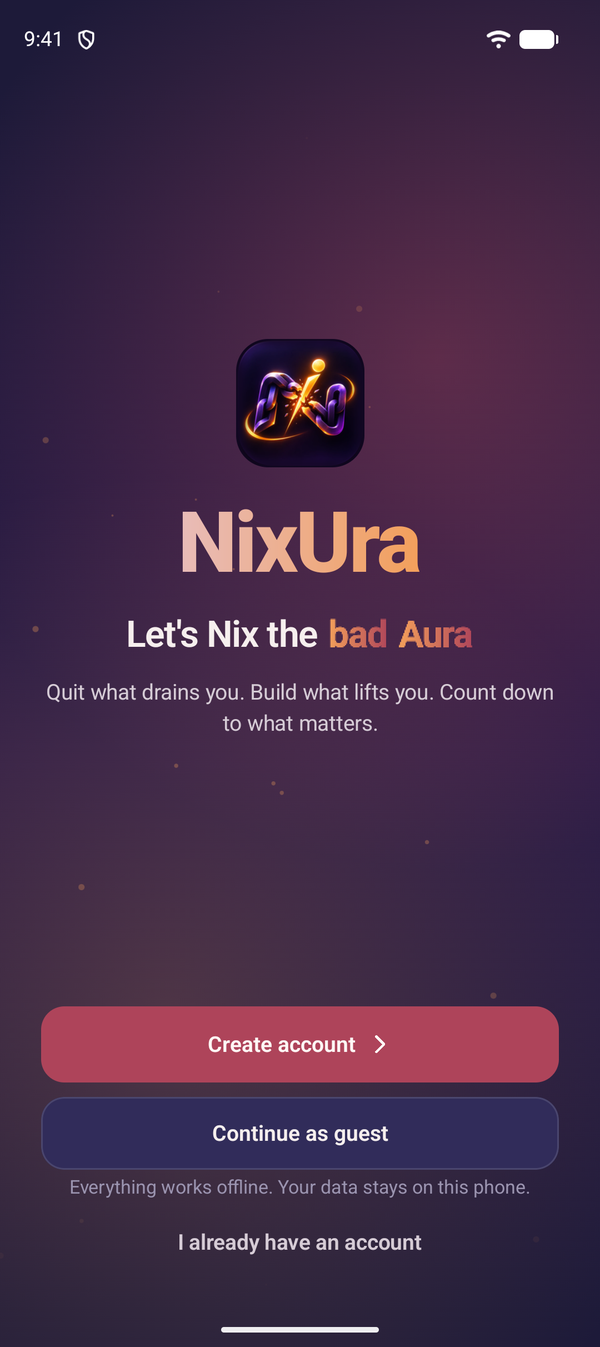 9:41
NixUra
Let's Nix the bad Aura
Quit what drains you. Build what lifts you. Count down
to what matters.
Create account
Continue as guest
Everything works offline. Your data stays on this phone.
I already have an account